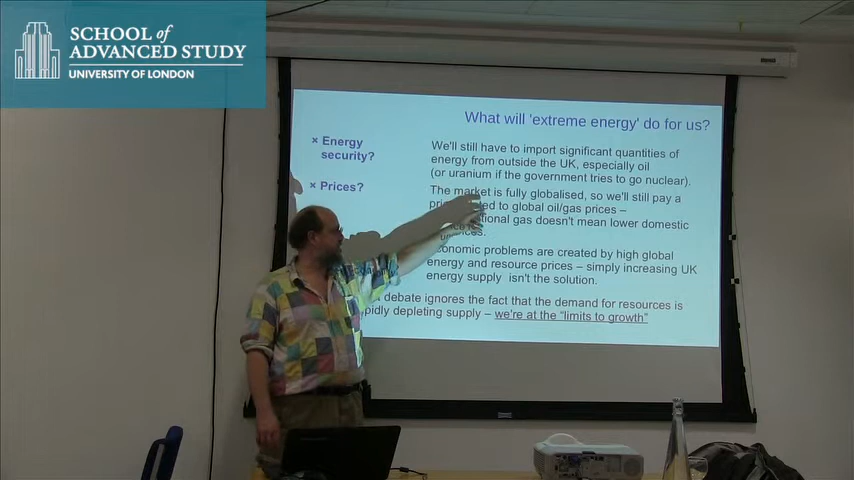 SCHOOL of
ADVANCED STUDY
UNIVERSITY OF LONDON
What will 'extreme energy' do for us?
× Energy
security?
We'll still have to import significant quantities of
energy from outside the UK, especially oil
(or uranium if the government tries to go nuclear).
× Prices?
The market is fully globalised, so we'll still pay a
to global oil/gas prices –
gas doesn't mean lower domestic
economic problems are created by high global
energy and resource prices – simply increasing UK
energy supply isn't the solution.
debate ignores the fact that the demand for resources is
depleting supply – we're at the "limits to growth"